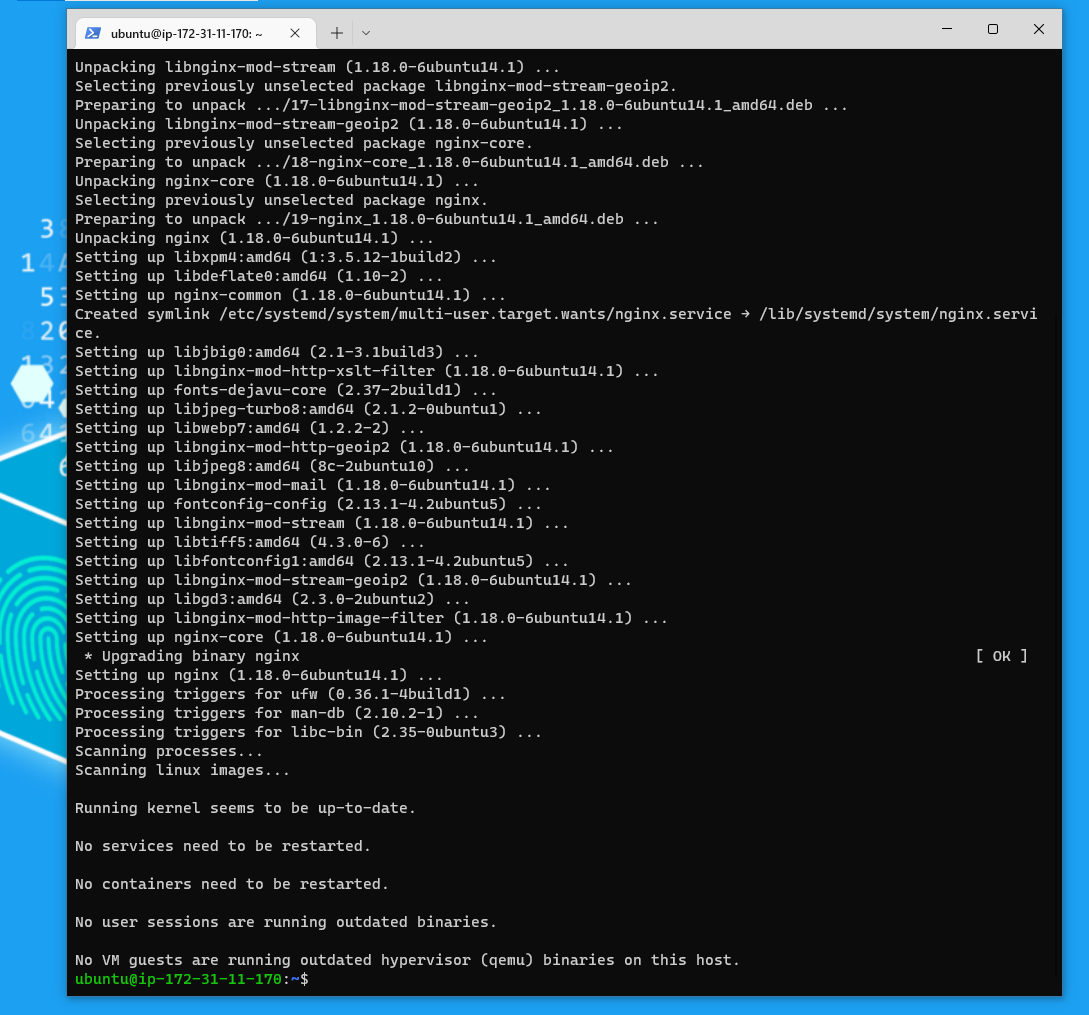 ubuntu@ip-172-31-11-170: ~
Unpacking libnginx-mod-stream (1.18.0-6ubuntu14.1) ...
Selecting previously unselected package libnginx-mod-stream-geoip2.
Preparing to unpack .../17-libnginx-mod-stream-geoip2_1.18.0-6ubuntu14.1_amd64.deb ...
Unpacking libnginx-mod-stream-geoip2 (1.18.0-6ubuntu14.1) ...
Selecting previously unselected package nginx-core.
Preparing to unpack .../18-nginx-core_1.18.0-6ubuntu14.1_amd64.deb ...
Unpacking nginx-core (1.18.0-6ubuntu14.1) ...
Selecting previously unselected package nginx.
Preparing to unpack .../19-nginx_1.18.0-6ubuntu14.1_amd64.deb ...
Unpacking nginx (1.18.0-6ubuntu14.1) ...
Setting up libxpm4:amd64 (1:3.5.12-1build2) ...
Setting up libdeflate0:amd64 (1.10-2) ...
Setting up nginx-common (1.18.0-6ubuntu14.1) ...
Created symlink /etc/systemd/system/multi-user.target.wants/nginx.service → /lib/systemd/system/nginx.servi
ce.
Setting up libjbig0:amd64 (2.1-3.1build3) ...
Setting up libnginx-mod-http-xslt-filter (1.18.0-6ubuntu14.1) ...
Setting up fonts-dejavu-core (2.37-2build1) ...
Setting up libjpeg-turbo8:amd64 (2.1.2-0ubuntu1) ...
Setting up libwebp7:amd64 (1.2.2-2) ...
Setting up libnginx-mod-http-geoip2 (1.18.0-6ubuntu14.1) ...
Setting up libjpeg8:amd64 (8c-2ubuntu10) ...
Setting up libnginx-mod-mail (1.18.0-6ubuntu14.1) ...
Setting up fontconfig-config (2.13.1-4.2ubuntu5) ...
Setting up libnginx-mod-stream (1.18.0-6ubuntu14.1) ...
Setting up libtiff5:amd64 (4.3.0-6) ...
Setting up libfontconfig1:amd64 (2.13.1-4.2ubuntu5) ...
Setting up libnginx-mod-stream-geoip2 (1.18.0-6ubuntu14.1) ...
Setting up libgd3:amd64 (2.3.0-2ubuntu2) ...
Setting up libnginx-mod-http-image-filter (1.18.0-6ubuntu14.1) ...
Setting up nginx-core (1.18.0-6ubuntu14.1) ...
 * Upgrading binary nginx [ OK ]
Setting up nginx (1.18.0-6ubuntu14.1) ...
Processing triggers for ufw (0.36.1-4build1) ...
Processing triggers for man-db (2.10.2-1) ...
Processing triggers for libc-bin (2.35-0ubuntu3) ...
Scanning processes...
Scanning linux images...
Running kernel seems to be up-to-date.
No services need to be restarted.
No containers need to be restarted.
No user sessions are running outdated binaries.
No VM guests are running outdated hypervisor (qemu) binaries on this host.
ubuntu@ip-172-31-11-170:~$